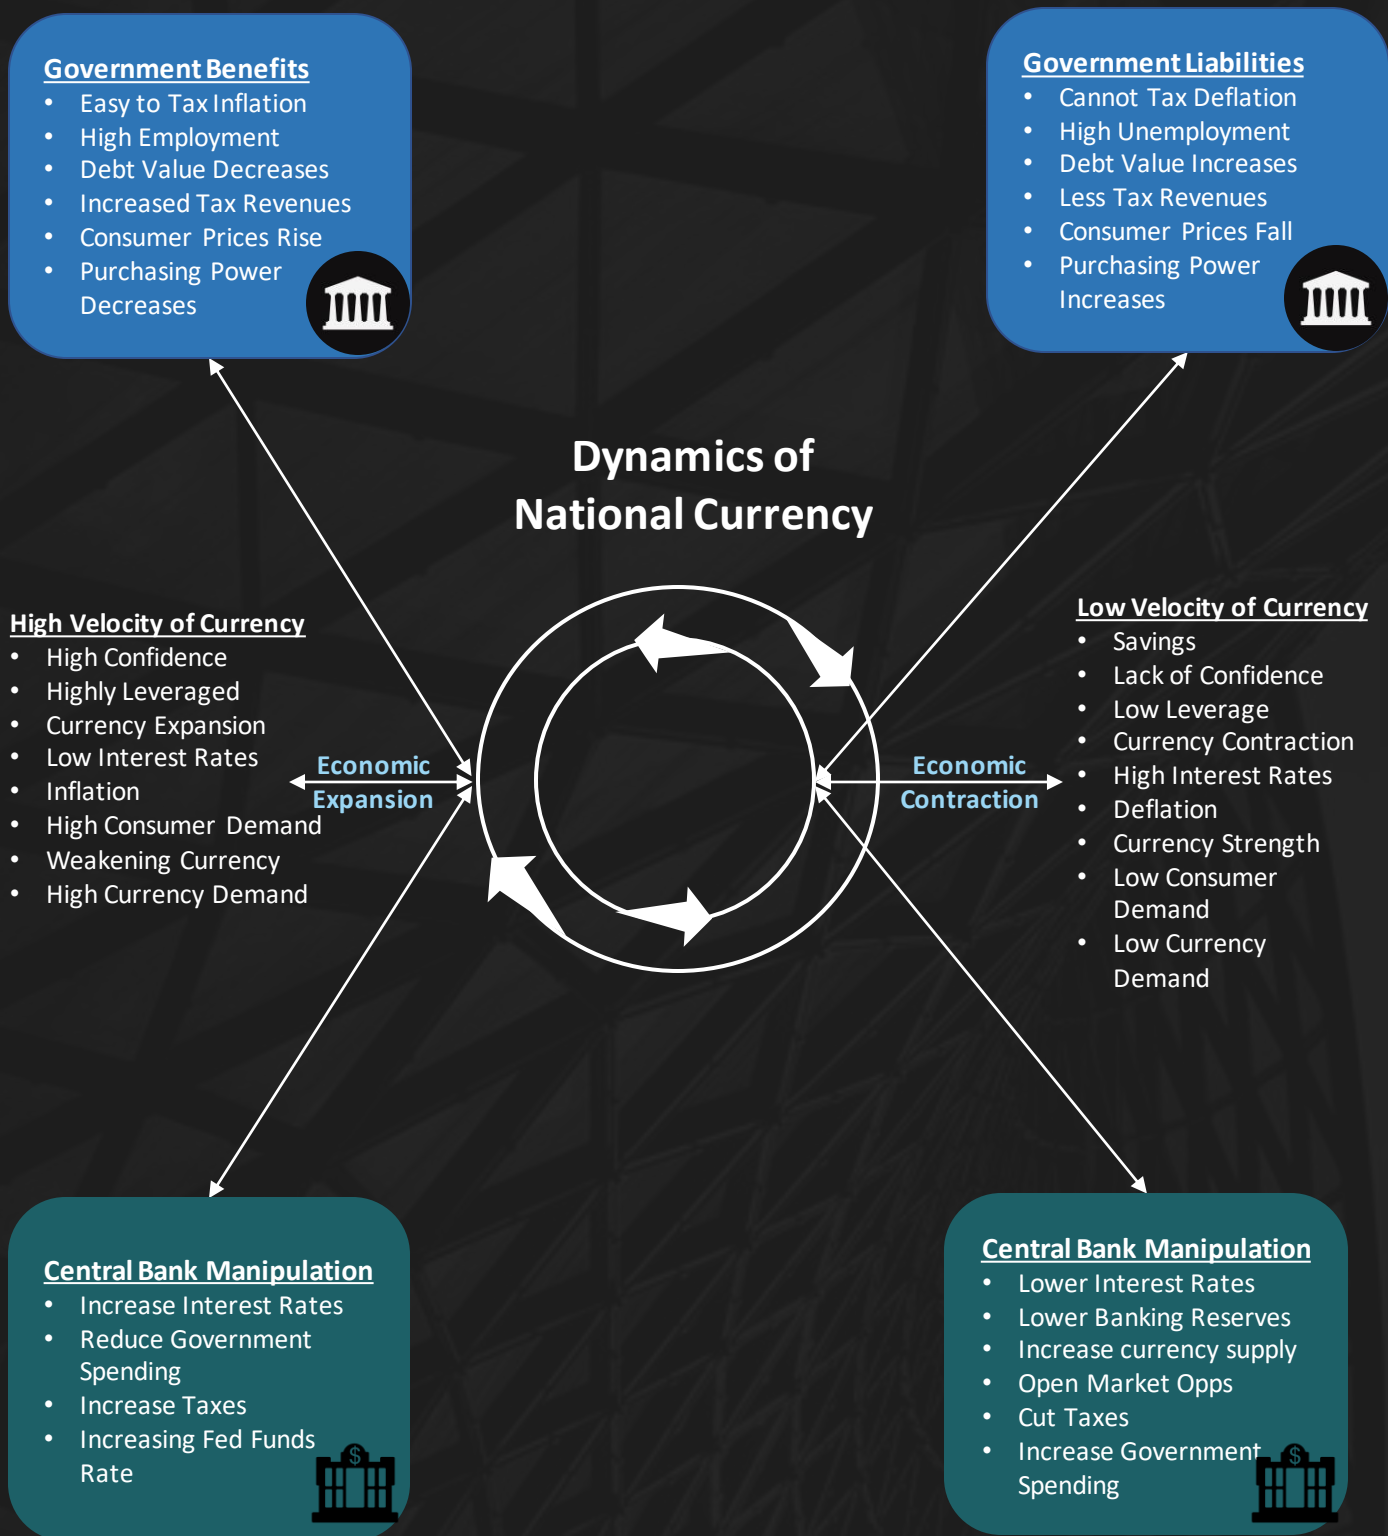 Government Benefits
• Easy to Tax Inflation
• High Employment
• Debt Value Decreases
• Increased Tax Revenues
• Consumer Prices Rise
• Purchasing Power
Decreases
Government Liabilities
• Cannot Tax Deflation
• High Unemployment
• Debt Value Increases
• Less Tax Revenues
• Consumer Prices Fall
• Purchasing Power
Increases
Dynamics of
National Currency
High Velocity of Currency
• High Confidence
• Highly Leveraged
• Currency Expansion
• Low Interest Rates
• Inflation
• High Consumer Demand
• Weakening Currency
• High Currency Demand
Economic
Expansion
Economic
Contraction
Low Velocity of Currency
• Savings
• Lack of Confidence
• Low Leverage
• Currency Contraction
• High Interest Rates
• Deflation
• Currency Strength
• Low Consumer
Demand
• Low Currency
Demand
Central Bank Manipulation
• Increase Interest Rates
• Reduce Government
Spending
• Increase Taxes
• Increasing Fed Funds
Rate
$
Central Bank Manipulation
• Lower Interest Rates
• Lower Banking Reserves
• Increase currency supply
• Open Market Opps
• Cut Taxes
• Increase Government
Spending
$